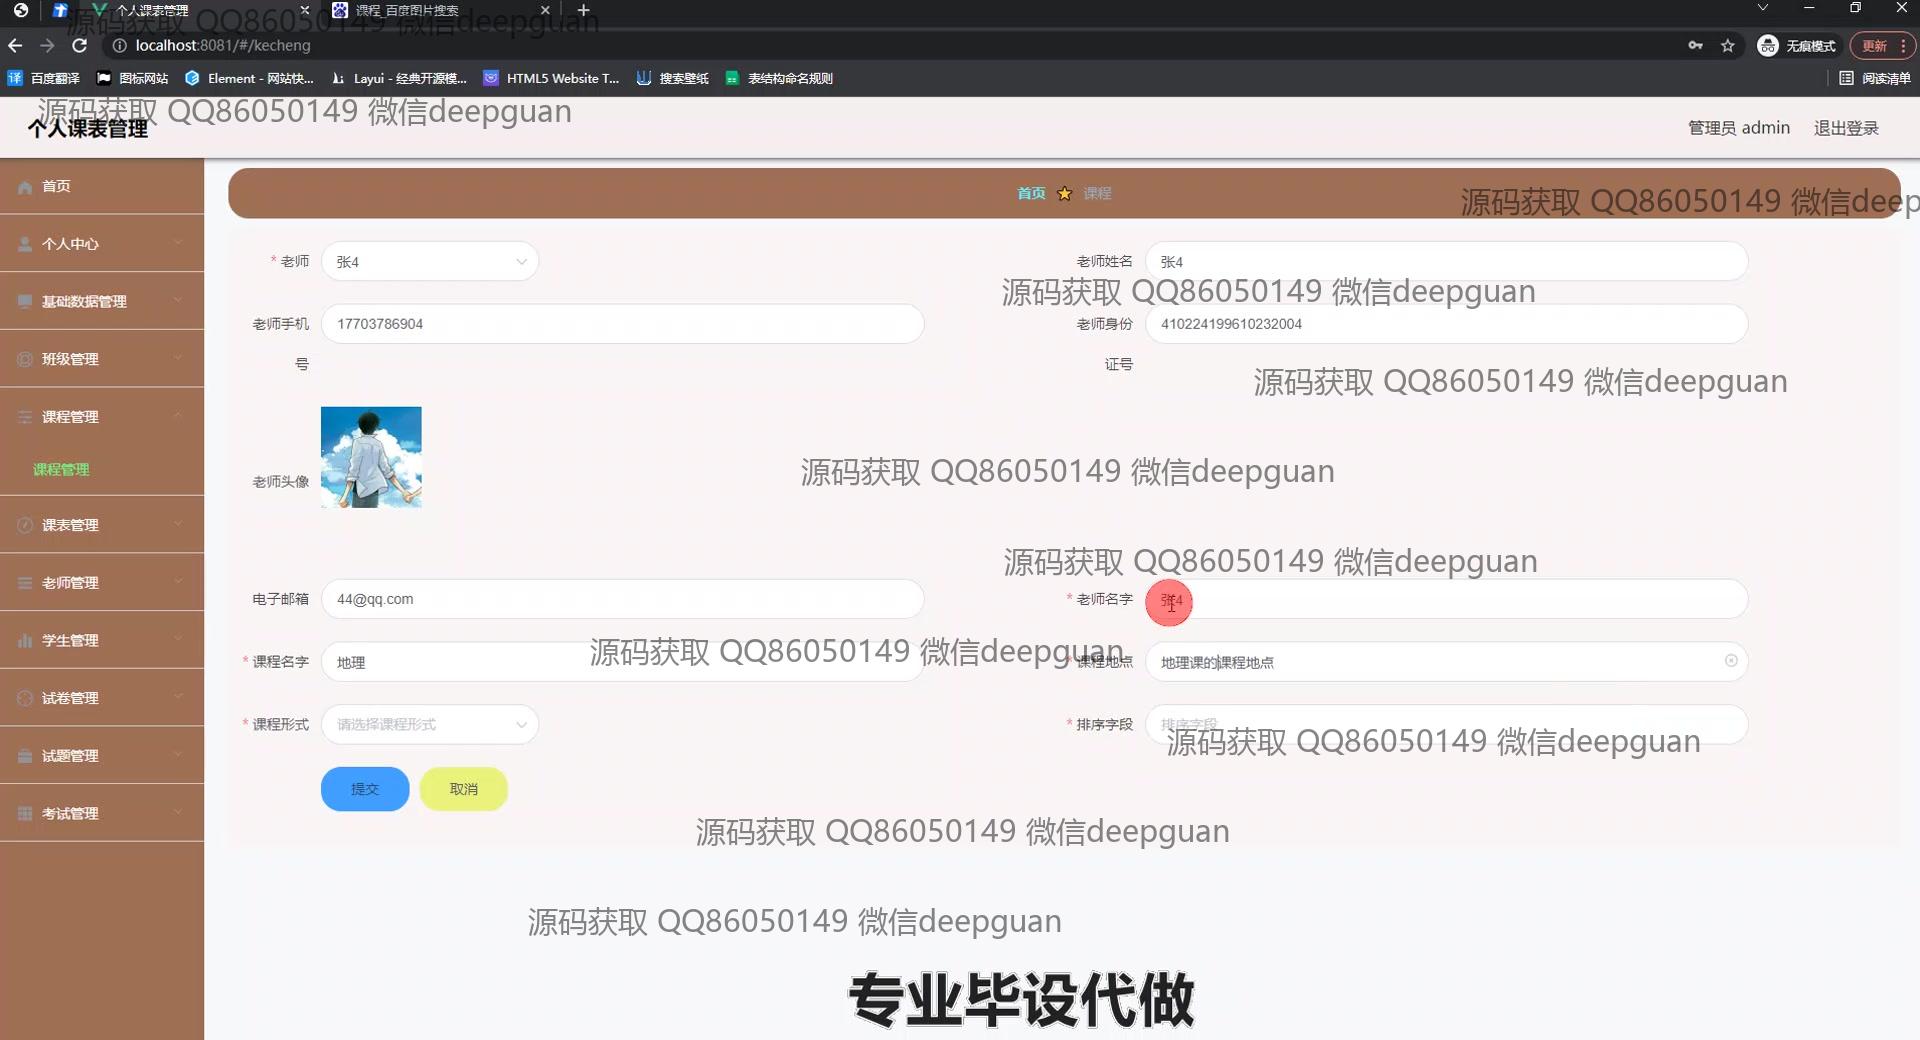 个人课表管理
课程_百度图片搜索
源码获取 QQ86050149 微信deepguan
localhost:8081/#/kecheng
无痕模式
更新
百度翻译
图标网站
Element - 网站快...
Layui - 经典开源模...
HTML5 Website T...
搜索壁纸
表结构命名规则
阅读清单
源码获取 QQ86050149 微信deepguan
个人课表管理
管理员 admin
退出登录
首页
个人中心
基础数据管理
班级管理
课程管理
课程管理
课表管理
老师管理
学生管理
试卷管理
试题管理
考试管理
首页
课程
源码获取 QQ86050149 微信deep
* 老师
张4
老师姓名
张4
源码获取 QQ86050149 微信deepguan
老师手机
号
17703786904
老师身份
证号
410224199610232004
源码获取 QQ86050149 微信deepguan
老师头像
源码获取 QQ86050149 微信deepguan
源码获取 QQ86050149 微信deepguan
电子邮箱
44@qq.com
* 老师名字
张4
源码获取 QQ86050149 微信deepguan
* 课程名字
地理
* 课程地点
地理课的课程地点
* 课程形式
请选择课程形式
* 排序字段
排序字段
源码获取 QQ86050149 微信deepguan
提交
取消
源码获取 QQ86050149 微信deepguan
源码获取 QQ86050149 微信deepguan
专业毕设代做